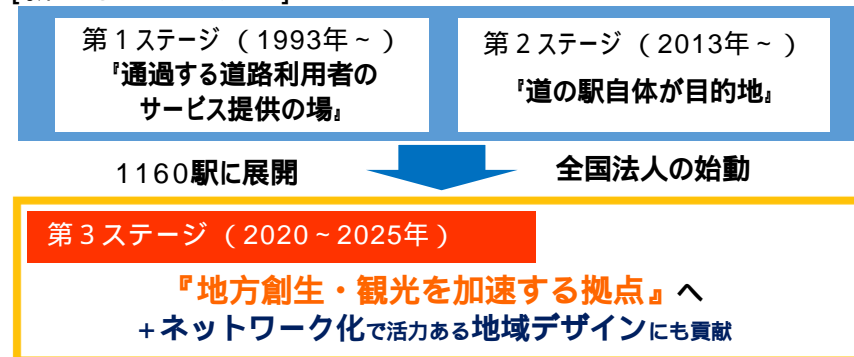 第1ステージ (1993年~)
『通過する道路利用者の
サービス提供の場』
第2ステージ (2013年~)
『道の駅自体が目的地』
1160駅に展開
全国法人の始動
第3ステージ (2020~2025年)
『地方創生・観光を加速する拠点』へ
+ネットワーク化で活力ある地域デザインにも貢献